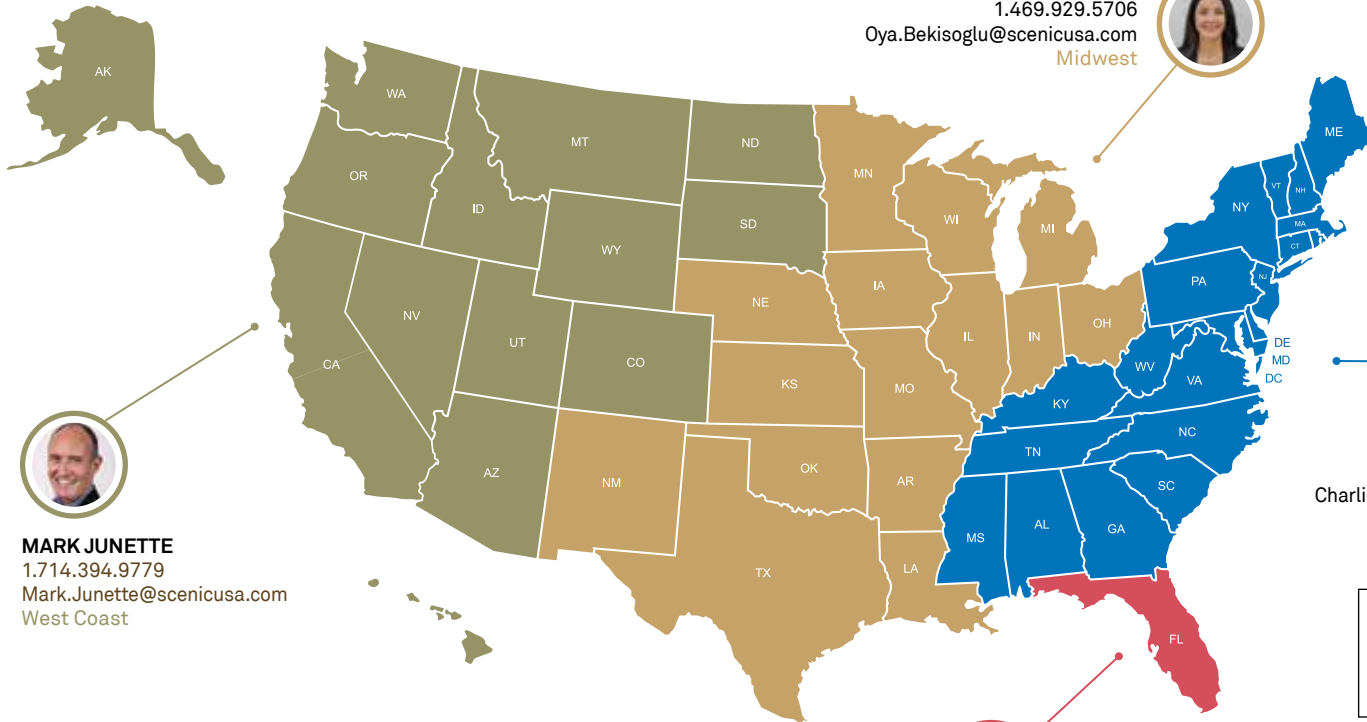 1.469.929.5706
Oya.Bekisoglu@scenicusa.com
Midwest
AK
WA
MT
ND
MN
ME
OR
ID
SD
WI
MI
NY
VT
NH
MA
CT
WY
NE
IA
PA
NJ
NV
UT
CO
IL
IN
OH
DE
MD
DC
CA
KS
MO
WV
VA
KY
NC
TN
AZ
NM
OK
AR
SC
MS
AL
GA
TX
LA
FL
Charli
MARK JUNETTE
1.714.394.9779
Mark.Junette@scenicusa.com
West Coast